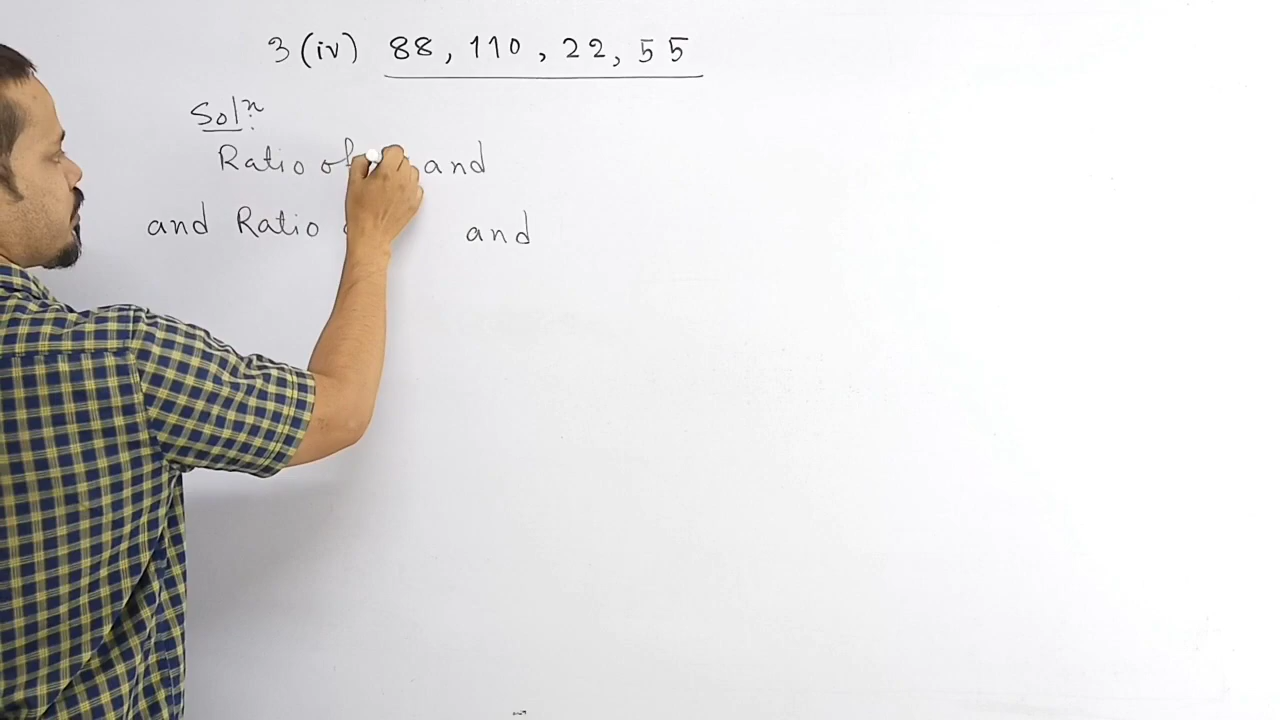 3 (iv) 88, 110, 22, 55
Solⁿ
Ratio of and
and Ratio and